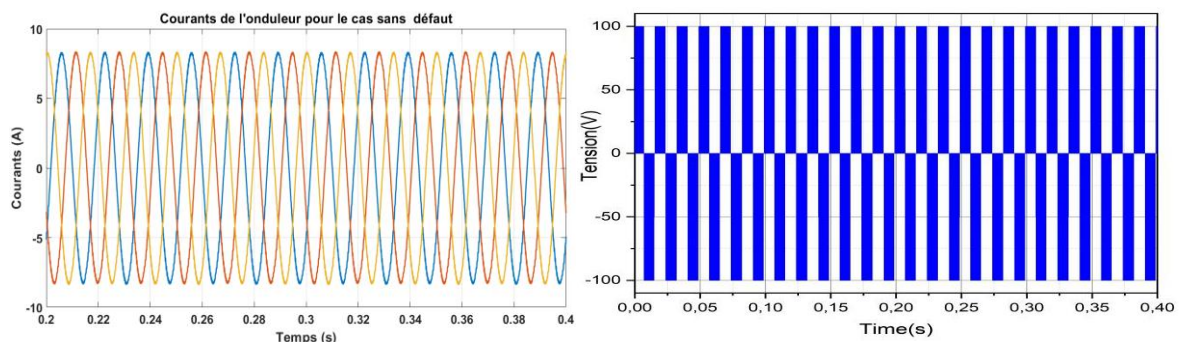 Courants de l'onduleur pour le cas sans défaut
10
5
0
-5
-10
Courants (A)
0.2 0.22 0.24 0.26 0.28 0.3 0.32 0.34 0.36 0.38 0.4
Temps (s)
100
50
0
-50
-100
Tension(V)
0,00 0,05 0,10 0,15 0,20 0,25 0,30 0,35 0,40
Time(s)